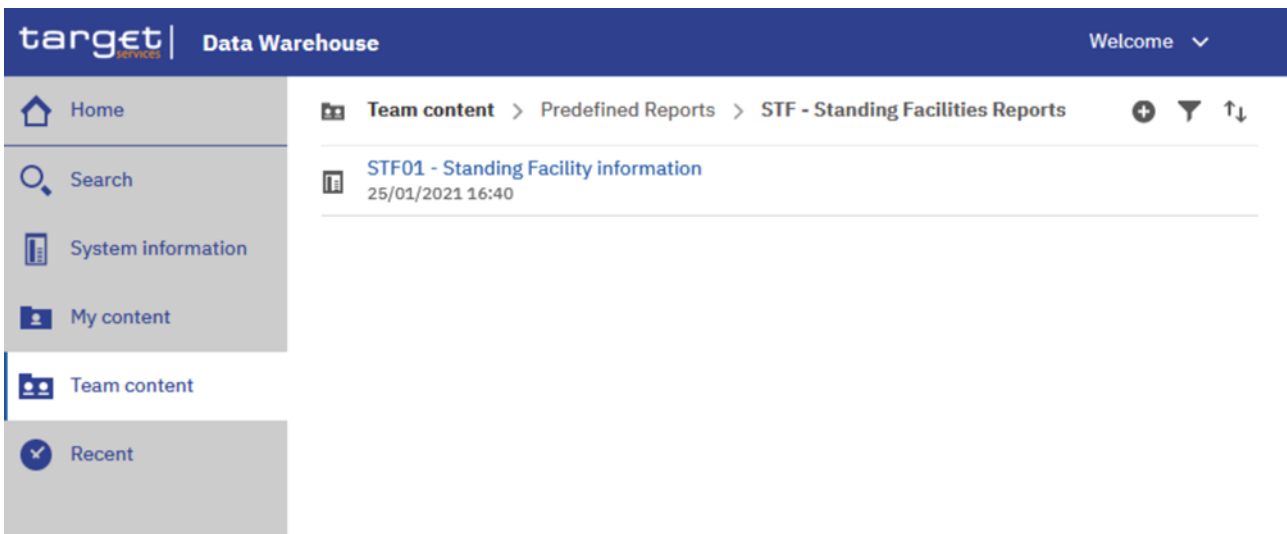 target| Data Warehouse Welcome
services
Home
Team content > Predefined Reports > STF - Standing Facilities Reports
Search
STF01 - Standing Facility information
25/01/2021 16:40
System information
My content
Team content
Recent